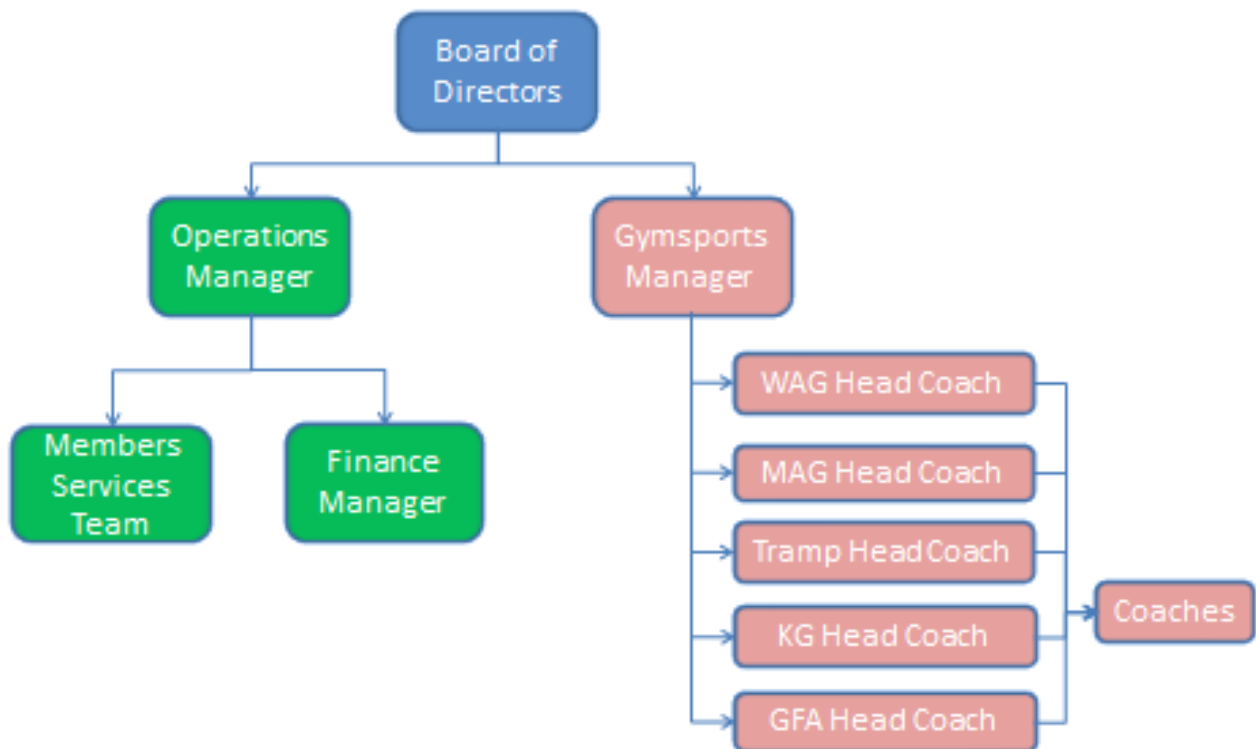 Board of
Directors
Operations
Manager
Gymsports
Manager
Members
Services
Team
Finance
Manager
WAG Head Coach
MAG Head Coach
Tramp Head Coach
KG Head Coach
GFA Head Coach
Coaches